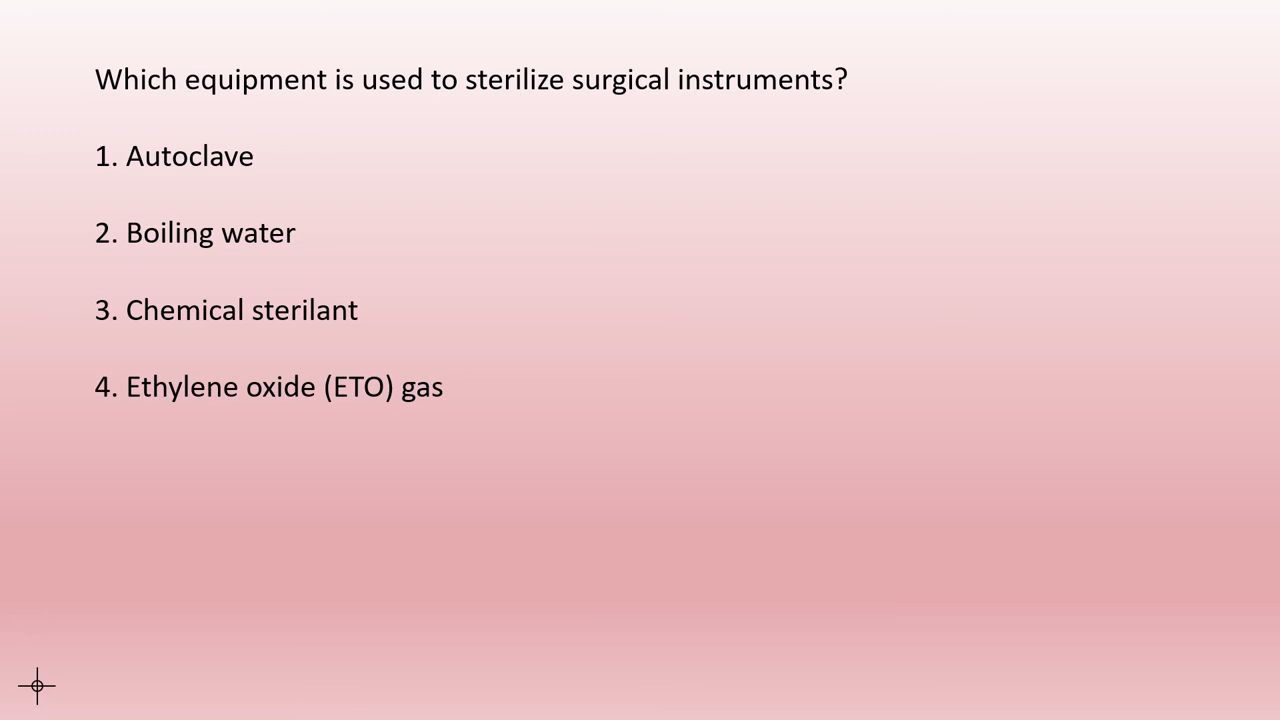 Which equipment is used to sterilize surgical instruments?
1. Autoclave
2. Boiling water
3. Chemical sterilant
4. Ethylene oxide (ETO) gas